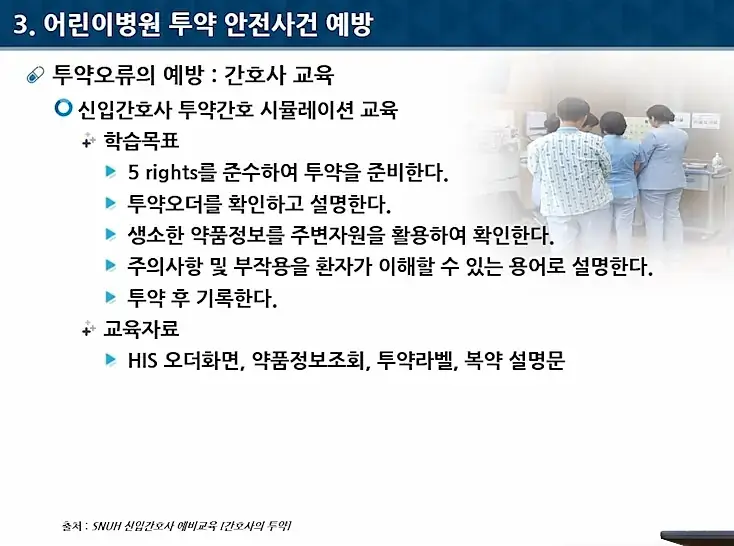 3. 어린이병원 투약 안전사건 예방
투약오류의 예방 : 간호사 교육
신입간호사 투약간호 시뮬레이션 교육
학습목표
5 rights를 준수하여 투약을 준비한다.
투약오더를 확인하고 설명한다.
생소한 약품정보를 주변자원을 활용하여 확인한다.
주의사항 및 부작용을 환자가 이해할 수 있는 용어로 설명한다.
투약 후 기록한다.
교육자료
HIS 오더화면, 약품정보조회, 투약라벨, 복약 설명문
출처 : SNUH 신입간호사 예비교육 [간호사의 투약]